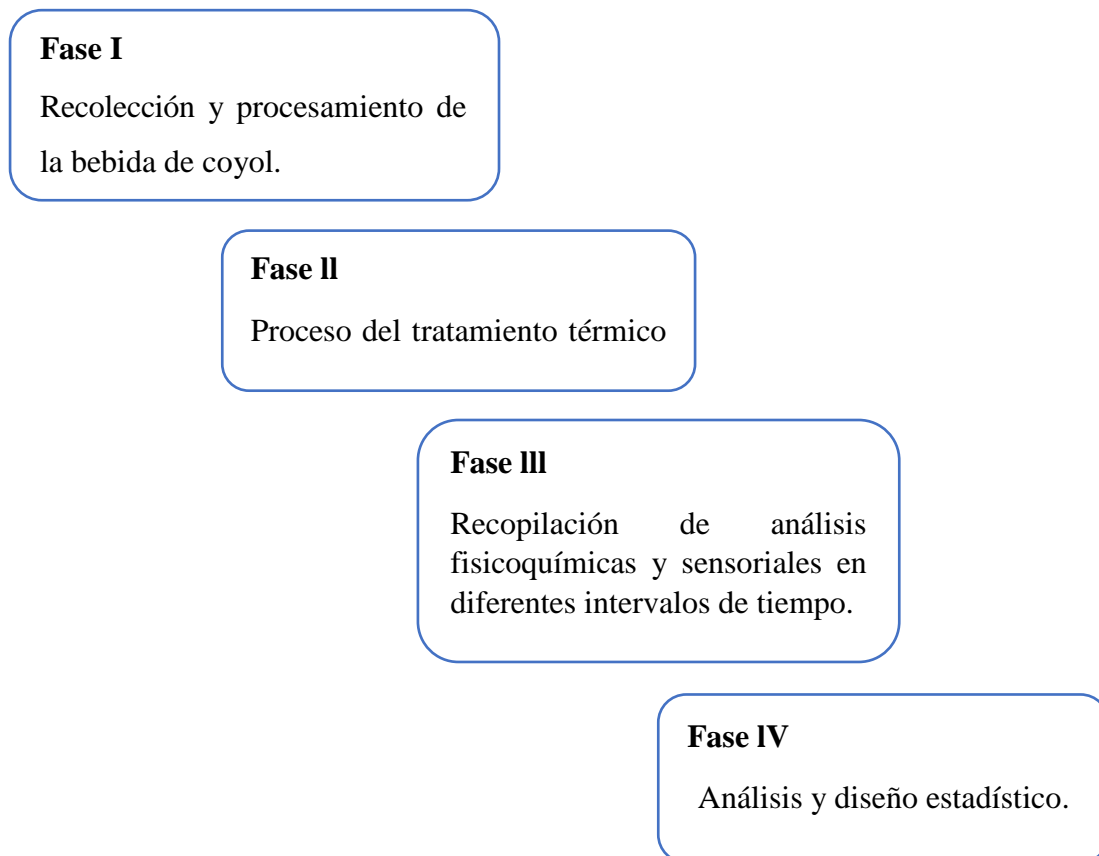 Fase I
Recolección y procesamiento de
la bebida de coyol.
Fase ll
Proceso del tratamiento térmico
Fase lll
Recopilación de análisis
fisicoquímicas y sensoriales en
diferentes intervalos de tiempo.
Fase lV
Análisis y diseño estadístico.